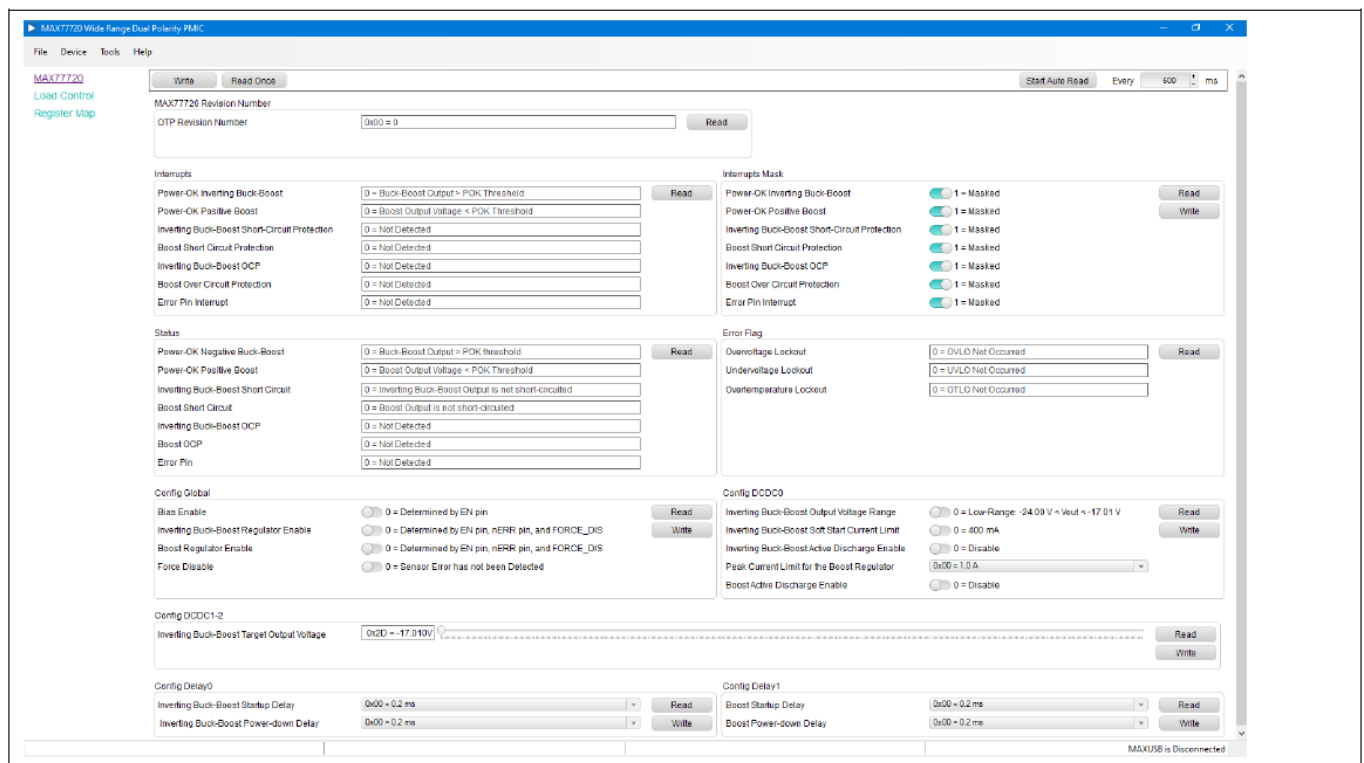 MAX77720 Wide Range Dual Polarity PMIC
File Device Tools Help
MAX77720
Load Control
Register Map
Write Read Once Start Auto Read Every 500 ms
MAX77720 Revision Number
OTP Revision Number 0x00 = 0 Read
Interrupts Interrupts Mask
Power-OK Inverting Buck-Boost 0 = Buck-Boost Output > POK Threshold Read Power-OK Inverting Buck-Boost 1 = Masked Read
Power-OK Positive Boost 0 = Boost Output Voltage < POK Threshold Power-OK Positive Boost 1 = Masked Write
Inverting Buck-Boost Short-Circuit Protection 0 = Not Detected Inverting Buck-Boost Short-Circuit Protection 1 = Masked
Boost Short Circuit Protection 0 = Not Detected Boost Short Circuit Protection 1 = Masked
Inverting Buck-Boost OCP 0 = Not Detected Inverting Buck-Boost OCP 1 = Masked
Boost Over Circuit Protection 0 = Not Detected Boost Over Circuit Protection 1 = Masked
Error Pin Interrupt 0 = Not Detected Error Pin Interrupt 1 = Masked
Status Error Flag
Power-OK Negative Buck-Boost 0 = Buck-Boost Output > POK threshold Read Overvoltage Lockout 0 = OVLO Not Occurred Read
Power-OK Positive Boost 0 = Boost Output Voltage < POK Threshold Undervoltage Lockout 0 = UVLO Not Occurred
Inverting Buck-Boost Short Circuit 0 = Inverting Buck-Boost Output is not short-circuited Overtemperature Lockout 0 = OTLO Not Occurred
Boost Short Circuit 0 = Boost Output is not short-circuited
Inverting Buck-Boost OCP 0 = Not Detected
Boost OCP 0 = Not Detected
Error Pin 0 = Not Detected
Config Global Config DCDC0
Bias Enable 0 = Determined by EN pin Read Inverting Buck-Boost Output Voltage Range 0 = Low-Range: -24.00 V < Vout < -17.01 V Read
Inverting Buck-Boost Regulator Enable 0 = Determined by EN pin, nERR pin, and FORCE_DIS Write Inverting Buck-Boost Soft Start Current Limit 0 = 400 mA Write
Boost Regulator Enable 0 = Determined by EN pin, nERR pin, and FORCE_DIS Inverting Buck-Boost Active Discharge Enable 0 = Disable
Force Disable 0 = Sensor Error has not been Detected Peak Current Limit for the Boost Regulator 0x00 = 1.0 A
Boost Active Discharge Enable 0 = Disable
Config DCDC1-2
Inverting Buck-Boost Target Output Voltage 0x2D = -17.010V Read
Write
Config Delay0 Config Delay1
Inverting Buck-Boost Startup Delay 0x00 = 0.2 ms Read Boost Startup Delay 0x00 = 0.2 ms Read
Inverting Buck-Boost Power-down Delay 0x00 = 0.2 ms Write Boost Power-down Delay 0x00 = 0.2 ms Write
MAXUSB is Disconnected